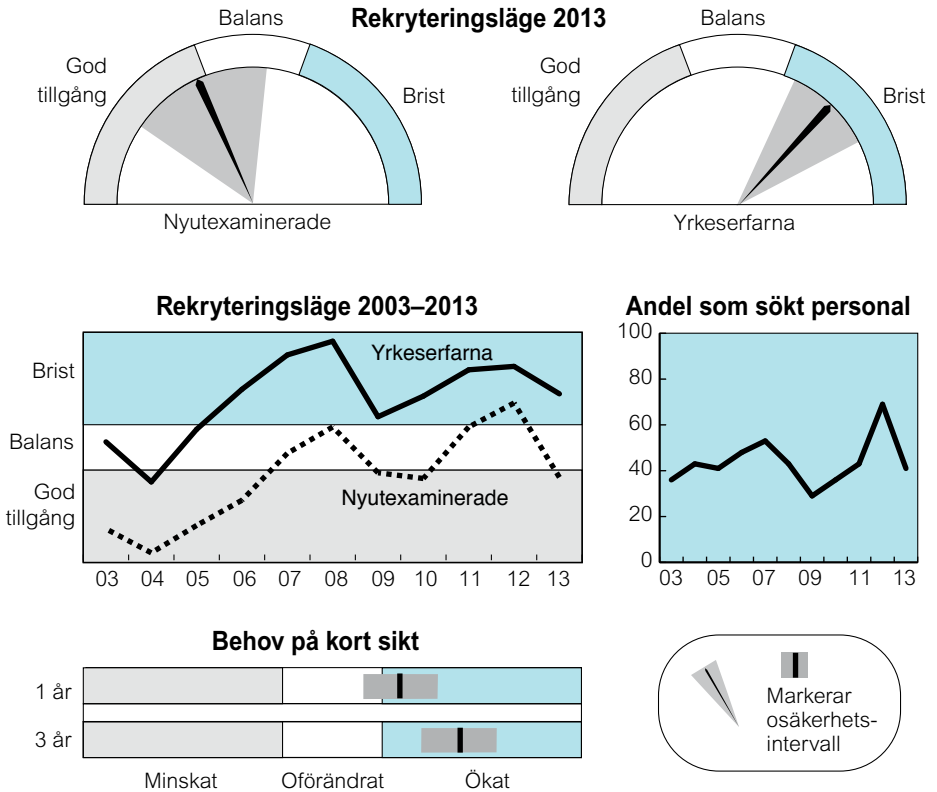 Rekryteringsläge 2013
Balans
God
tillgång
Brist
Nyutexaminerade
Balans
God
tillgång
Brist
Yrkeserfarna
Rekryteringsläge 2003–2013
Brist
Balans
God
tillgång
Yrkeserfarna
Nyutexaminerade
03 04 05 06 07 08 09 10 11 12 13
Andel som sökt personal
100
80
60
40
20
0
03 05 07 09 11 13
Behov på kort sikt
1 år
3 år
Minskat Oförändrat Ökat
Markerar
osäkerhets-
intervall